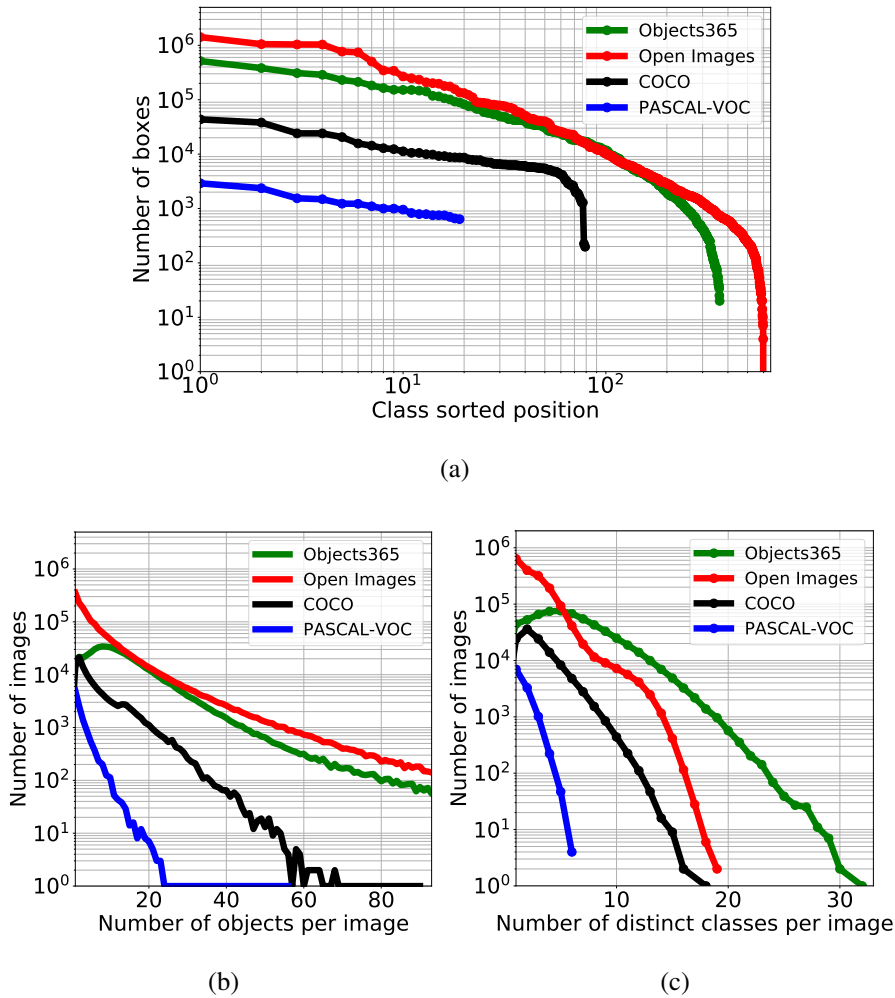 Objects365
Open Images
COCO
PASCAL-VOC
10^6
10^5
10^4
10^3
10^2
10^1
10^0
Number of boxes
10^0
10^1
10^2
Class sorted position
(a)
Objects365
Open Images
COCO
PASCAL-VOC
10^6
10^5
10^4
10^3
10^2
10^1
10^0
Number of images
20
40
60
80
Number of objects per image
(b)
Objects365
Open Images
COCO
PASCAL-VOC
10^6
10^5
10^4
10^3
10^2
10^1
10^0
Number of images
10
20
30
Number of distinct classes per image
(c)